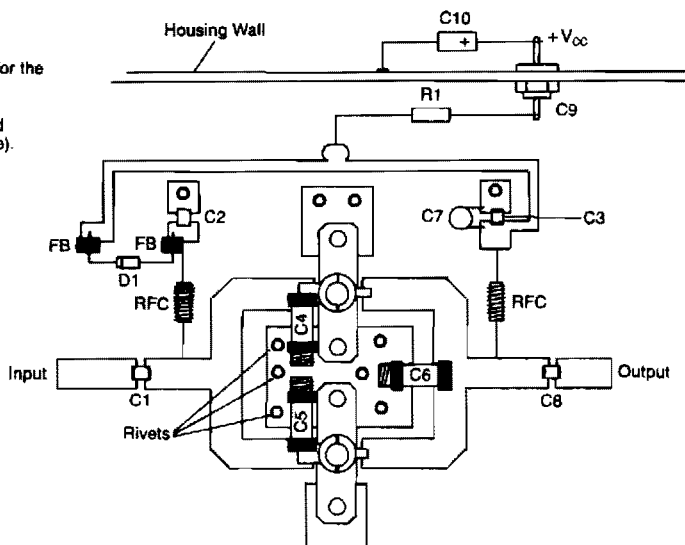 or the
d
e).
Housing Wall
C10
+
+VCC
R1
C9
C2
C7
C3
FB
FB
D1
RFC
RFC
C4
C6
C5
Input
Output
C1
C8
Rivets